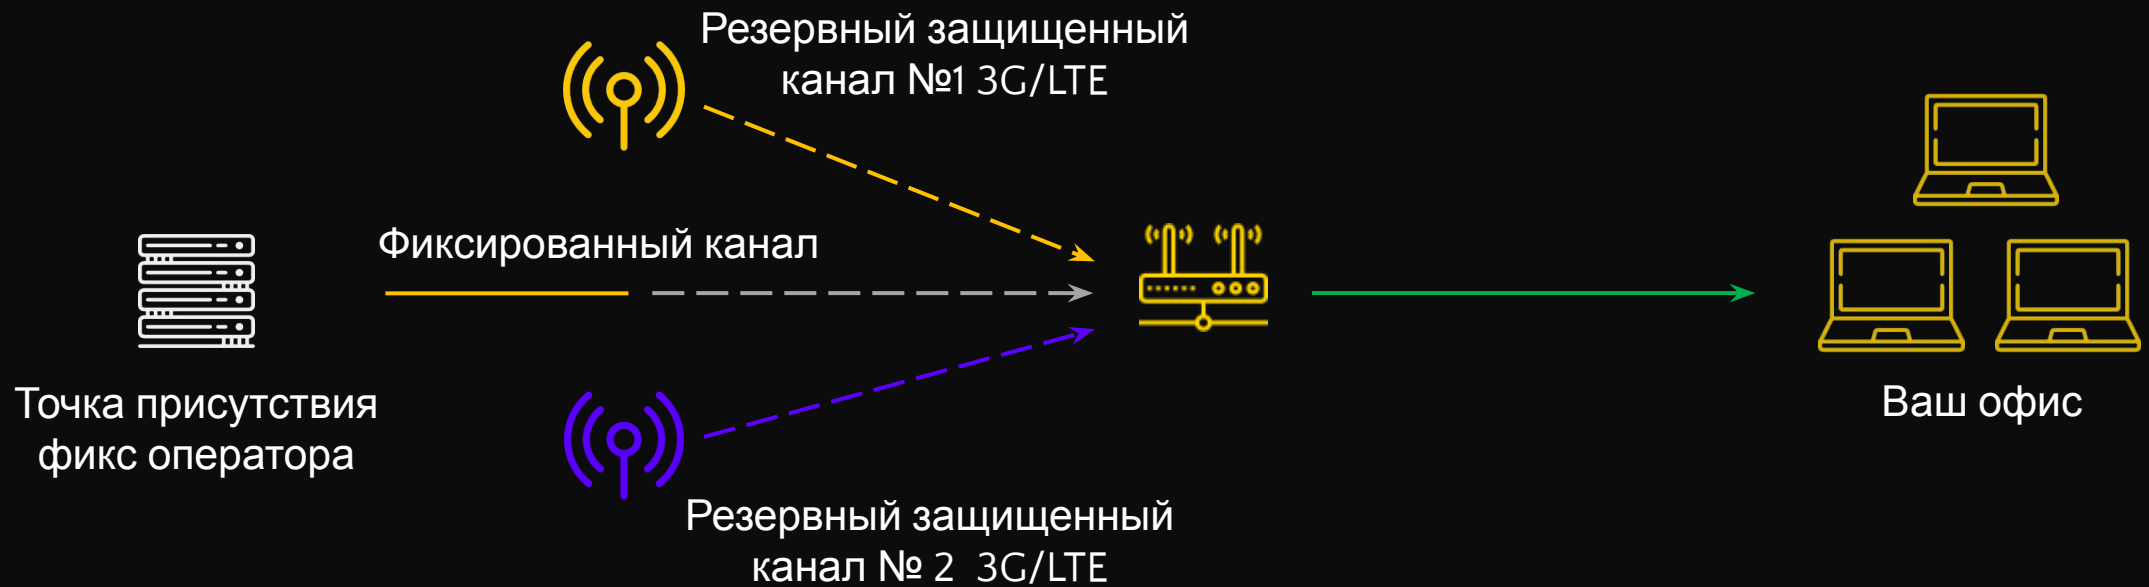 Резервный защищенный
канал №1 3G/LTE
Фиксированный канал
Точка присутствия
фикс оператора
Ваш офис
Резервный защищенный
канал № 2 3G/LTE